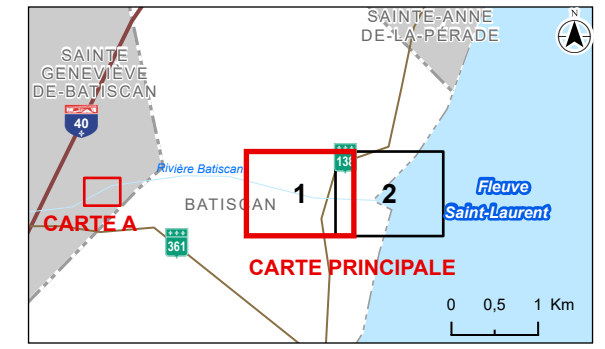 SAINTE-ANNE
DE-LA-PÉRADE
N
SAINTE
GENEVIÈVE
DE-BATISCAN
40
138
Rivière Batiscan
CARTE A
BATISCAN
1
2
Fleuve
Saint-Laurent
361
CARTE PRINCIPALE
0 0,5 1 Km